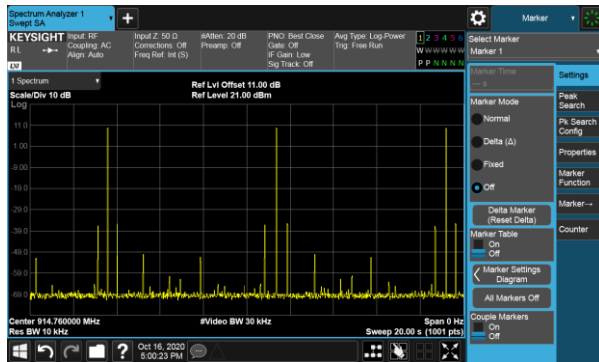 Spectrum Analyzer 1
Swept SA
Marker
KEYSIGHT
Input: RF
Coupling: AC
Align: Auto
Input Z: 50 Ω
Corrections: Off
Freq Ref: Int (S)
#Atten: 20 dB
Preamp: Off
PNO: Best Close
Gate: Off
IF Gain: Low
Sig Track: Off
Avg Type: Log-Power
Trig: Free Run
1 2 3 4 5 6
W W W W W W
P P N N N N
RL
LXI
Select Marker
Marker 1
1 Spectrum
Scale/Div 10 dB
Log
Ref Lvl Offset 11.00 dB
Ref Level 21.00 dBm
11.0
1.00
-9.00
-19.0
-29.0
-39.0
-49.0
-59.0
-69.0
Center 914.760000 MHz
Res BW 10 kHz
#Video BW 30 kHz
Span 0 Hz
Sweep 20.00 s (1001 pts)
Marker Time
--- s
Marker Mode
Normal
Delta (Δ)
Fixed
Off
Delta Marker
(Reset Delta)
Marker Table
On
Off
Marker Settings
Diagram
All Markers Off
Couple Markers
On
Off
Settings
Peak
Search
Pk Search
Config
Properties
Marker
Function
Marker→
Counter
?
Oct 16, 2020
5:00:23 PM